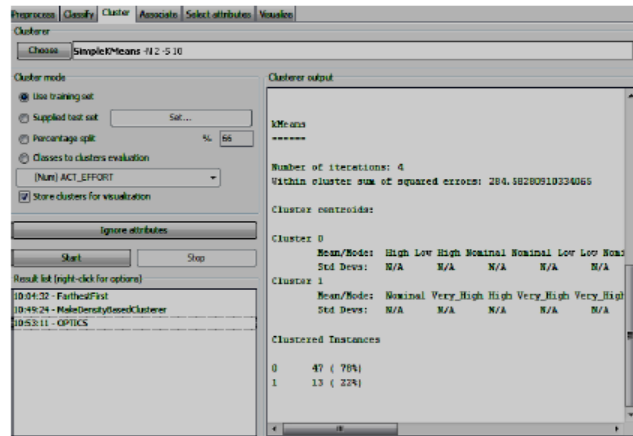 Preprocess Classify Cluster Associate Select attributes Visualize
Clusterer
Choose SimpleKMeans -N 2 -S 10
Cluster mode
Use training set
Supplied test set Set...
Percentage split % 66
Classes to clusters evaluation
(Num) ACT_EFFORT
Store clusters for visualization
Ignore attributes
Start Stop
Result list (right-click for options)
10:04:32 - FarthestFirst
10:49:24 - MakeDensityBasedClusterer
10:53:11 - OPTICS
Clusterer output
kMeans
======
Number of iterations: 4
Within cluster sum of squared errors: 284.58280910334065
Cluster centroids:
Cluster 0
Mean/Mode: High Low High Nominal Nominal Low Low Nomi
Std Devs: N/A N/A N/A N/A N/A
Cluster 1
Mean/Mode: Nominal Very_High High Very_High Very_High
Std Devs: N/A N/A N/A N/A N/A
Clustered Instances
0 47 ( 78%)
1 13 ( 22%)